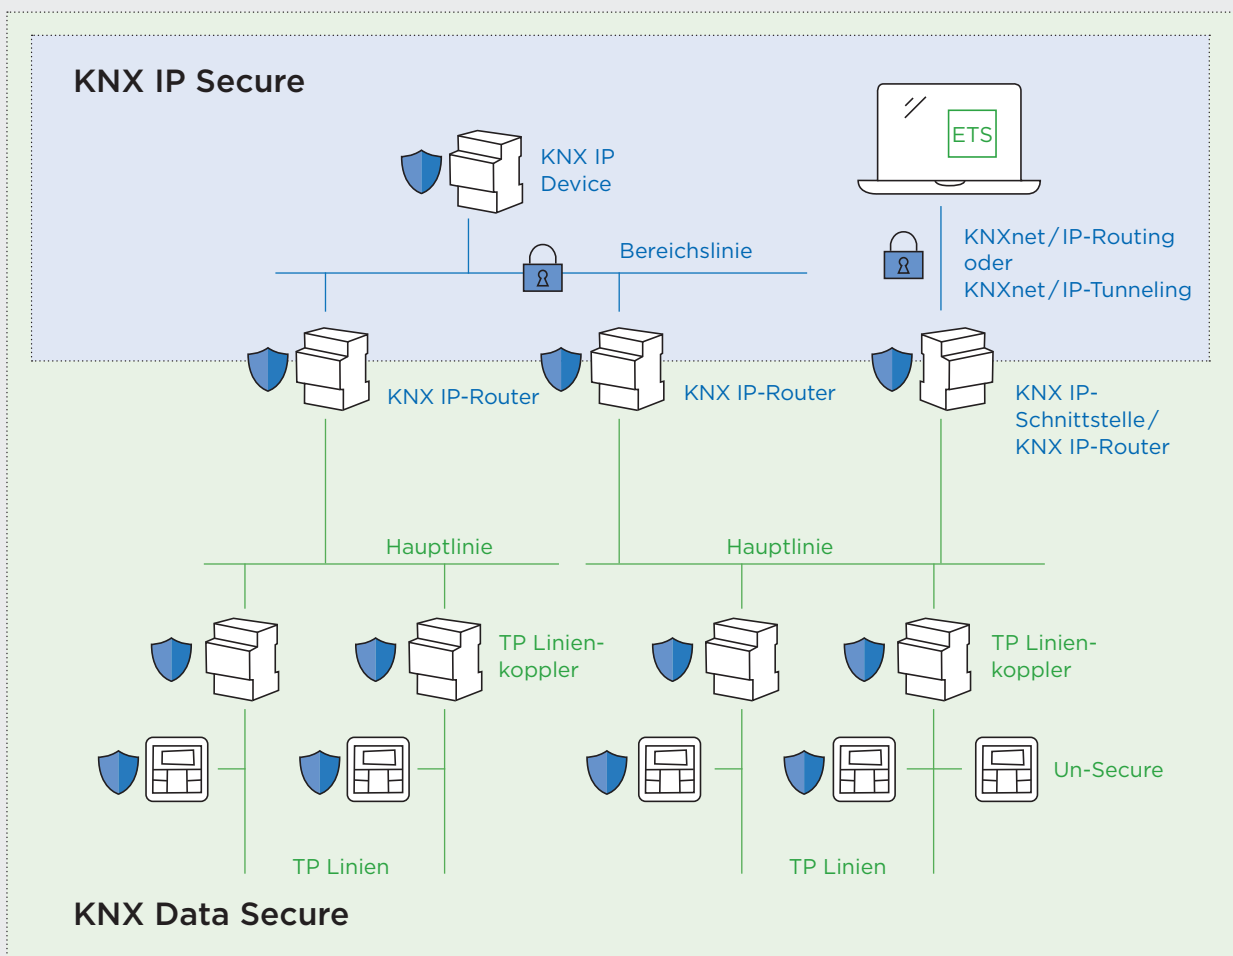 KNX IP Secure
ETS
KNX IP
Device
Bereichslinie
KNXnet/IP-Routing
oder
KNXnet/IP-Tunneling
KNX IP-Router
KNX IP-Router
KNX IP-
Schnittstelle/
KNX IP-Router
Hauptlinie
Hauptlinie
TP Linien-
koppler
TP Linien-
koppler
Un-Secure
TP Linien
TP Linien
KNX Data Secure